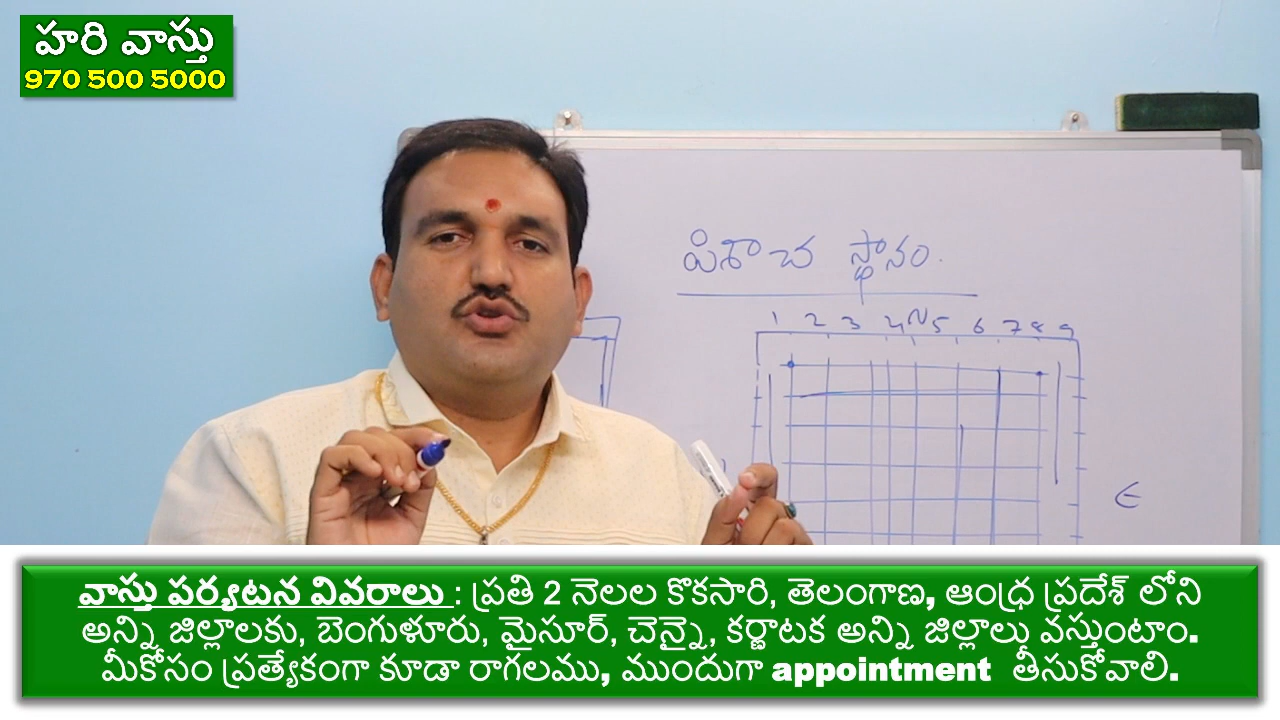 హరి వాస్తు
970 500 5000
పిశాచ స్థానం.
1 2 3 4 N 5 6 7 8 9
E
వాస్తు పర్యటన వివరాలు : ప్రతి 2 నెలల కొకసారి, తెలంగాణ, ఆంధ్ర ప్రదేశ్ లోని
అన్ని జిల్లాలకు, బెంగుళూరు, మైసూర్, చెన్నై, కర్ణాటక అన్ని జిల్లాలు వస్తుంటాం.
మీకోసం ప్రత్యేకంగా కూడా రాగలము, ముందుగా appointment తీసుకోవాలి.